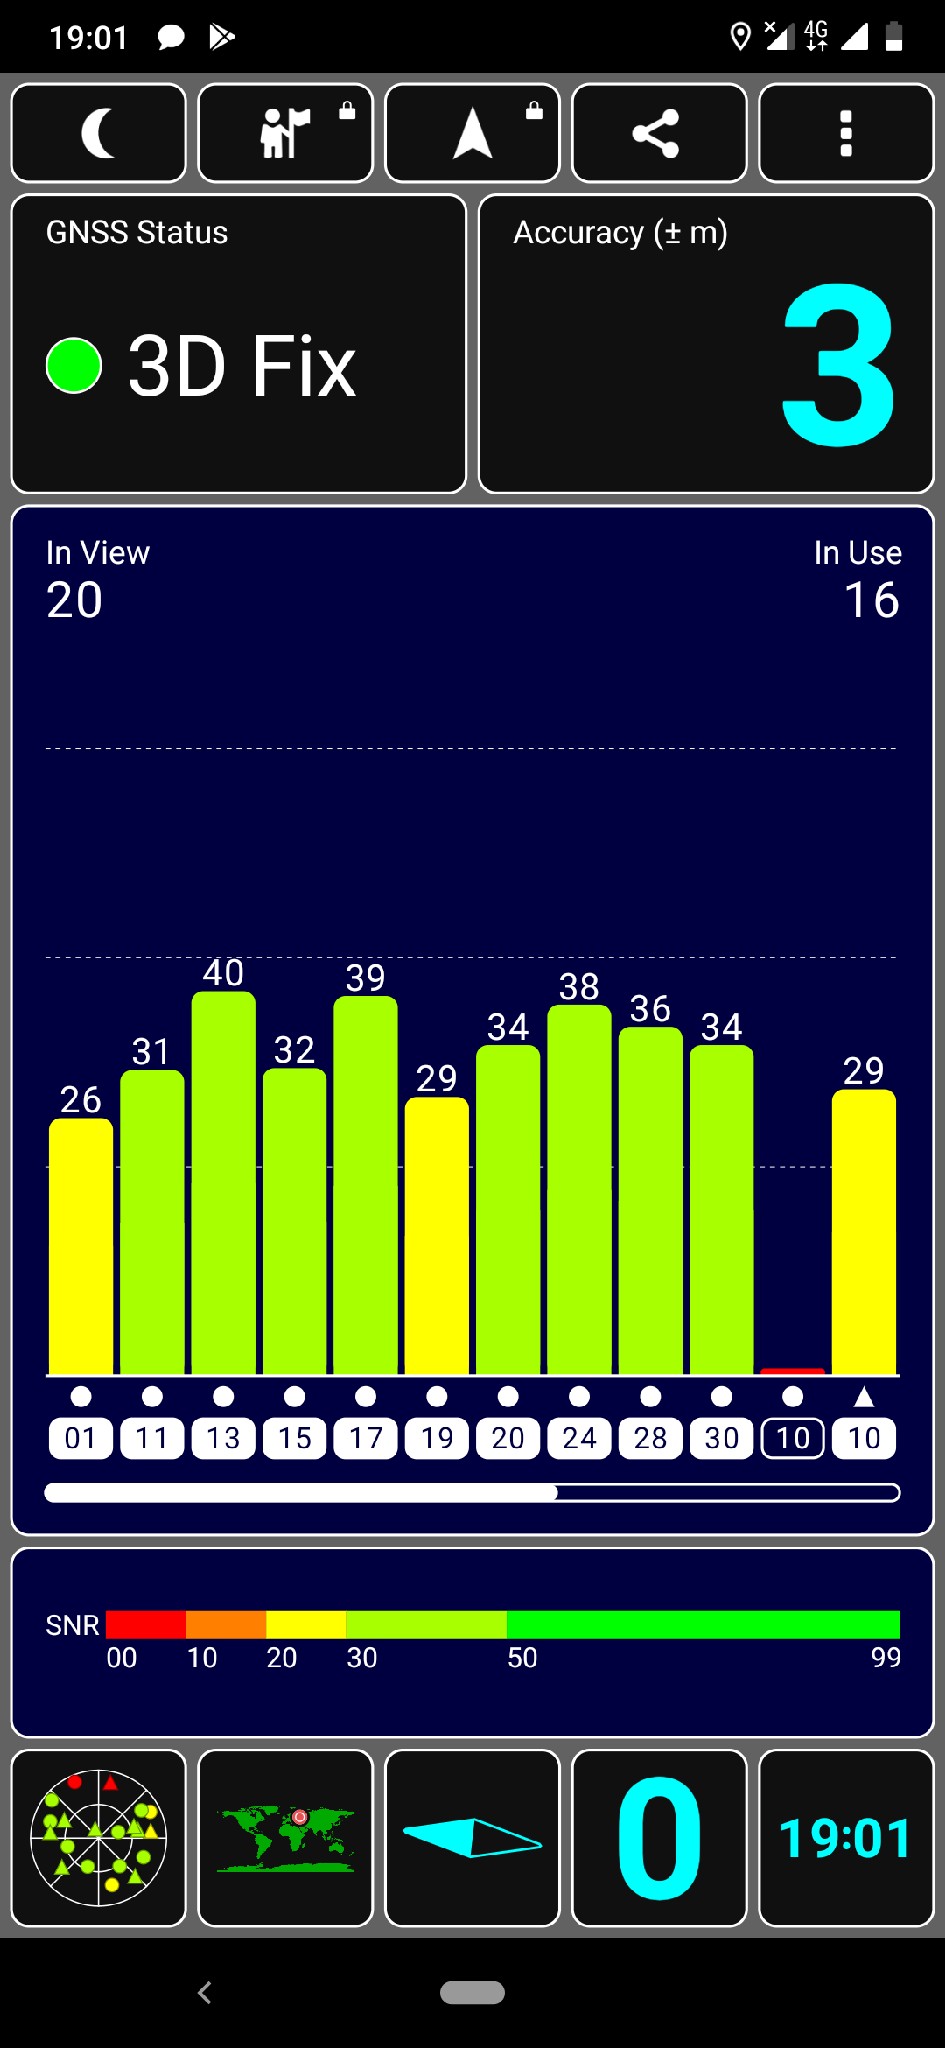 19:01
4G
GNSS Status
Accuracy (± m)
3D Fix
3
In View
In Use
20
16
26 31 40 32 39 29 34 38 36 34 29
01 11 13 15 17 19 20 24 28 30 10 10
SNR
00 10 20 30 50 99
0
19:01